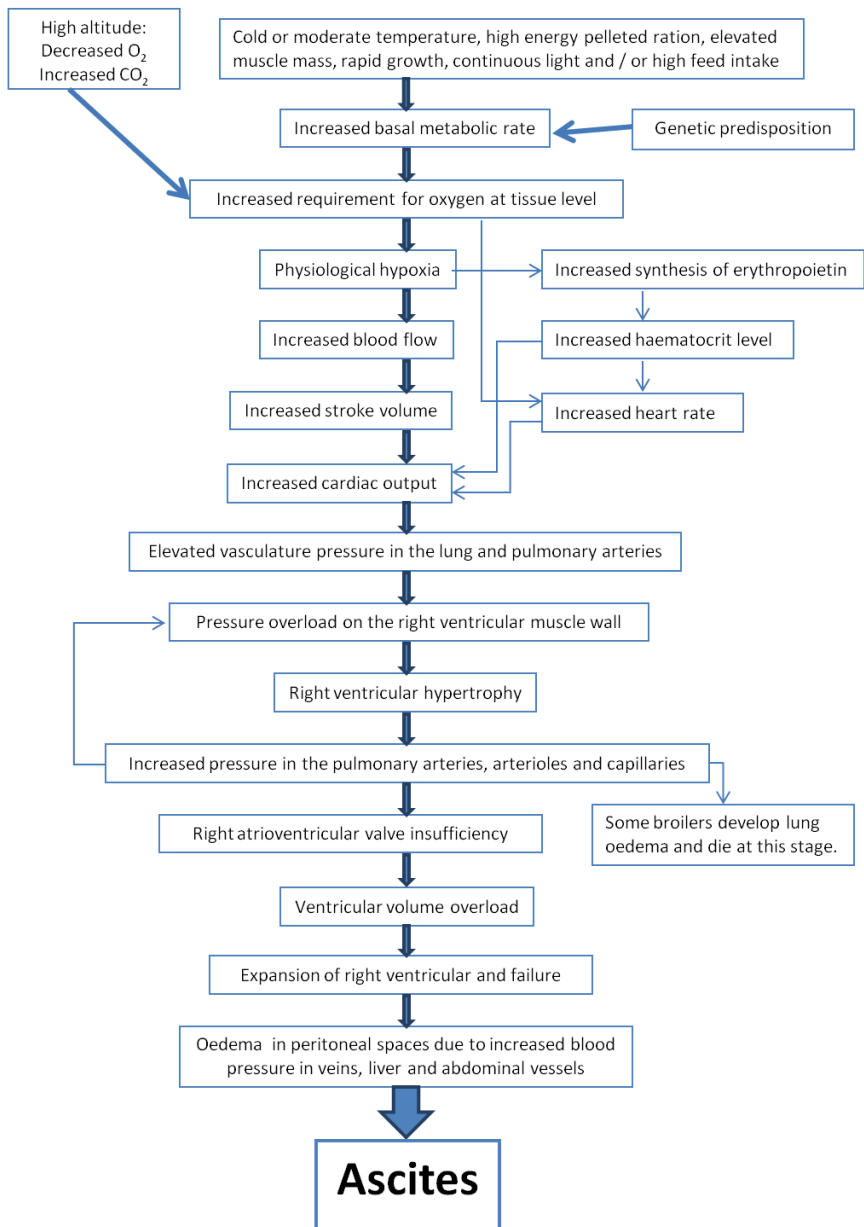 High altitude:
Decreased O₂
Increased CO₂
Cold or moderate temperature, high energy pelleted ration, elevated
muscle mass, rapid growth, continuous light and / or high feed intake
Increased basal metabolic rate
Genetic predisposition
Increased requirement for oxygen at tissue level
Physiological hypoxia
Increased synthesis of erythropoietin
Increased blood flow
Increased haematocrit level
Increased stroke volume
Increased heart rate
Increased cardiac output
Elevated vasculature pressure in the lung and pulmonary arteries
Pressure overload on the right ventricular muscle wall
Right ventricular hypertrophy
Increased pressure in the pulmonary arteries, arterioles and capillaries
Some broilers develop lung
oedema and die at this stage.
Right atrioventricular valve insufficiency
Ventricular volume overload
Expansion of right ventricular and failure
Oedema in peritoneal spaces due to increased blood
pressure in veins, liver and abdominal vessels
Ascites